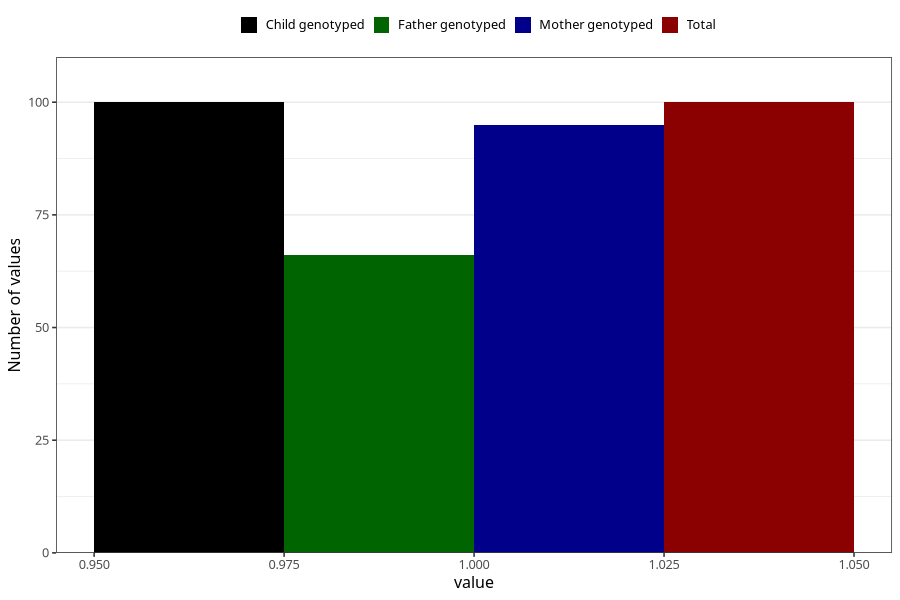 Child genotyped Father genotyped Mother genotyped Total
Number of values
100
75
50
25
0
0.950 0.975 1.000 1.025 1.050
value